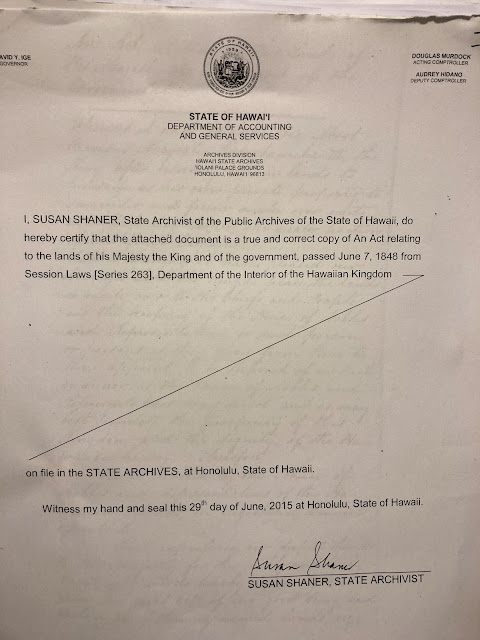 DAVID Y. IGE
GOVERNOR
DOUGLAS MURDOCK
ACTING COMPTROLLER
AUDREY HIDANO
DEPUTY COMPTROLLER
STATE OF HAWAII
1959
STATE OF HAWAI'I
DEPARTMENT OF ACCOUNTING
AND GENERAL SERVICES
ARCHIVES DIVISION
HAWAI'I STATE ARCHIVES
'IOLANI PALACE GROUNDS
HONOLULU, HAWAI'I 96813
I, SUSAN SHANER, State Archivist of the Public Archives of the State of Hawaii, do
hereby certify that the attached document is a true and correct copy of An Act relating
to the lands of his Majesty the King and of the government, passed June 7, 1848 from
Session Laws [Series 263], Department of the Interior of the Hawaiian Kingdom
on file in the STATE ARCHIVES, at Honolulu, State of Hawaii.
Witness my hand and seal this 29th day of June, 2015 at Honolulu, State of Hawaii.
Susan Shaner
SUSAN SHANER, STATE ARCHIVIST